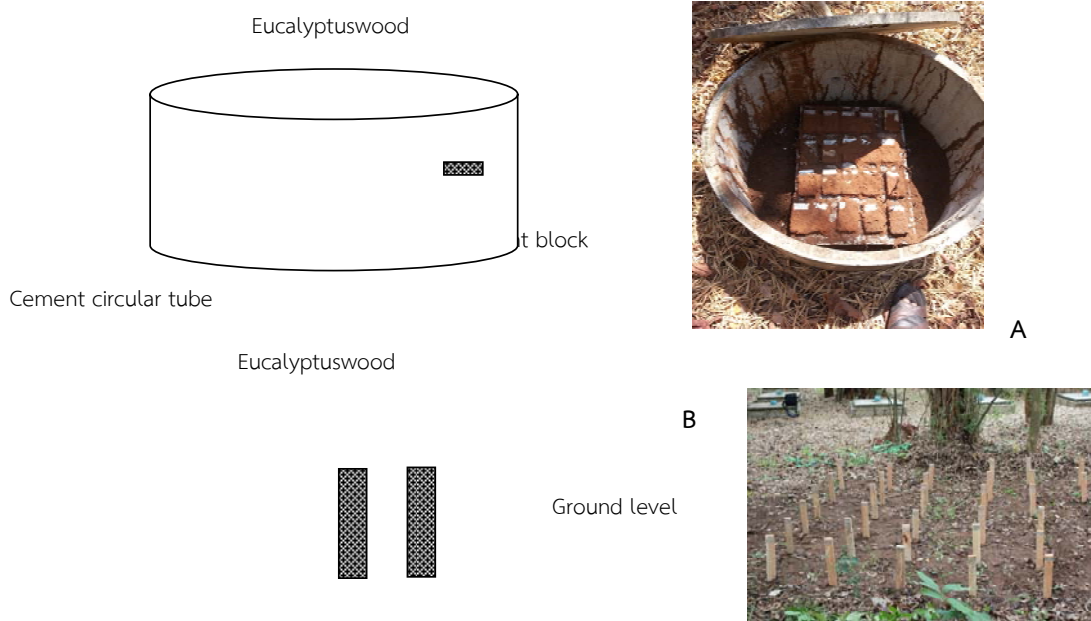 Eucalyptuswood
t block
Cement circular tube
A
Eucalyptuswood
B
Ground level